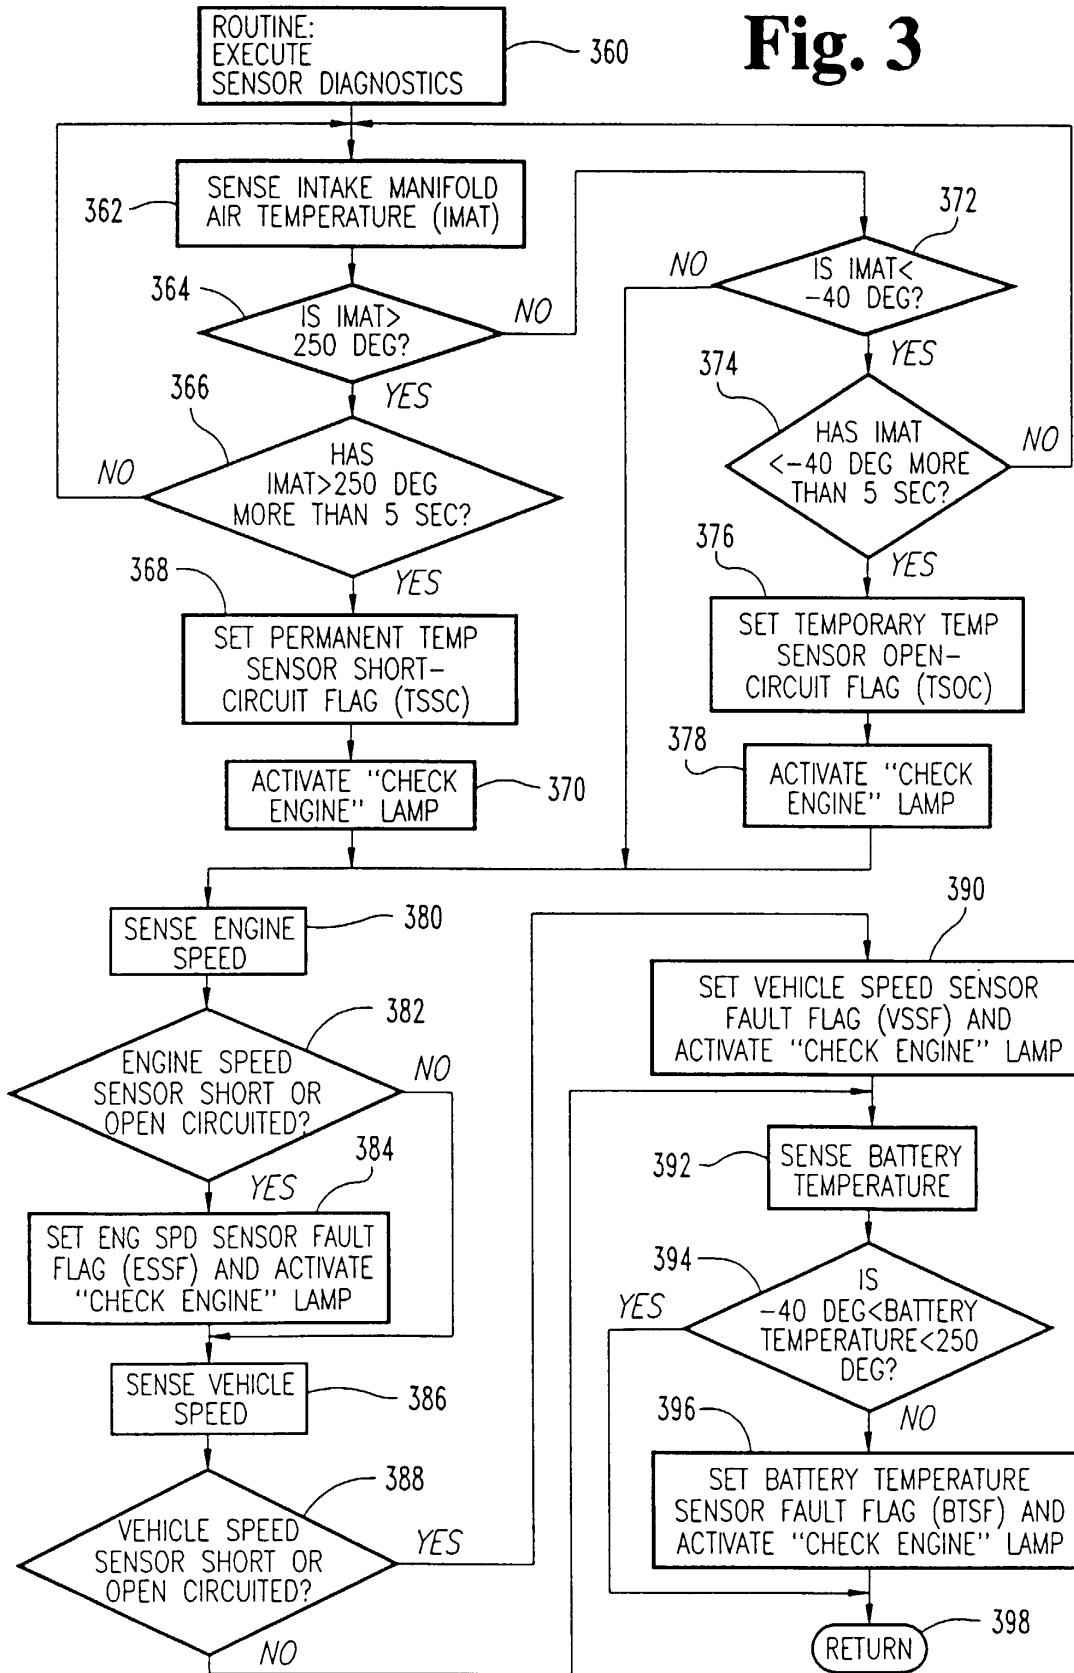 Fig. 3
ROUTINE:
EXECUTE
SENSOR DIAGNOSTICS
360
SENSE INTAKE MANIFOLD
AIR TEMPERATURE (IMAT)
362
364
IS IMAT>
250 DEG?
NO
YES
366
HAS
IMAT>250 DEG
MORE THAN 5 SEC?
NO
YES
368
SET PERMANENT TEMP
SENSOR SHORT-
CIRCUIT FLAG (TSSC)
ACTIVATE "CHECK
ENGINE" LAMP
370
372
IS IMAT<
-40 DEG?
NO
YES
374
HAS IMAT
<-40 DEG MORE
THAN 5 SEC?
NO
YES
376
SET TEMPORARY TEMP
SENSOR OPEN-
CIRCUIT FLAG (TSOC)
378
ACTIVATE "CHECK
ENGINE" LAMP
SENSE ENGINE
SPEED
380
382
ENGINE SPEED
SENSOR SHORT OR
OPEN CIRCUITED?
NO
YES
384
SET ENG SPD SENSOR FAULT
FLAG (ESSF) AND ACTIVATE
"CHECK ENGINE" LAMP
SENSE VEHICLE
SPEED
386
388
VEHICLE SPEED
SENSOR SHORT OR
OPEN CIRCUITED?
YES
NO
390
SET VEHICLE SPEED SENSOR
FAULT FLAG (VSSF) AND
ACTIVATE "CHECK ENGINE" LAMP
392
SENSE BATTERY
TEMPERATURE
394
IS
-40 DEG<BATTERY
TEMPERATURE<250
DEG?
YES
NO
396
SET BATTERY TEMPERATURE
SENSOR FAULT FLAG (BTSF) AND
ACTIVATE "CHECK ENGINE" LAMP
RETURN
398